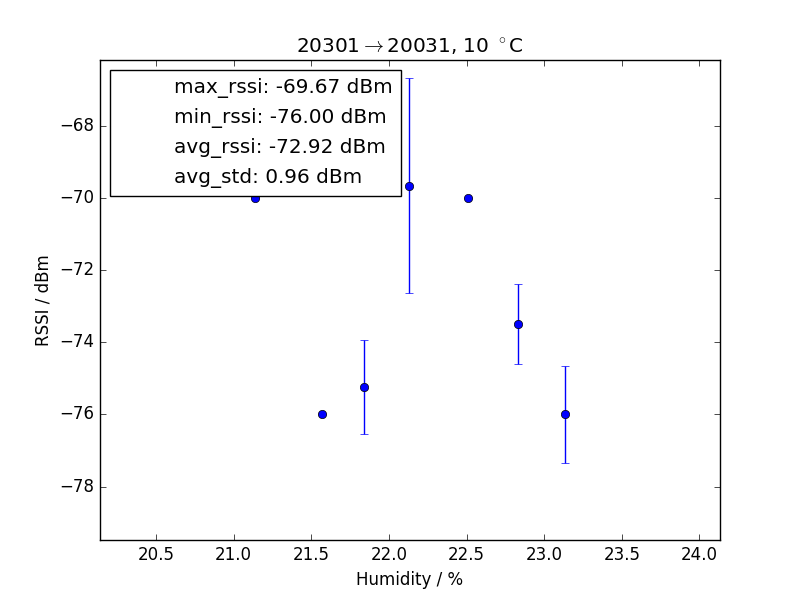 20301→20031, 10 °C
max_rssi: -69.67 dBm
min_rssi: -76.00 dBm
avg_rssi: -72.92 dBm
avg_std: 0.96 dBm
RSSI / dBm
−68
−70
−72
−74
−76
−78
20.5 21.0 21.5 22.0 22.5 23.0 23.5 24.0
Humidity / %